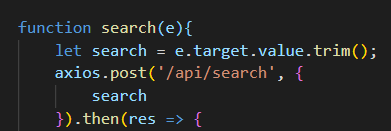 function search(e){
    let search = e.target.value.trim();
    axios.post('/api/search', {
        search
    }).then(res => {